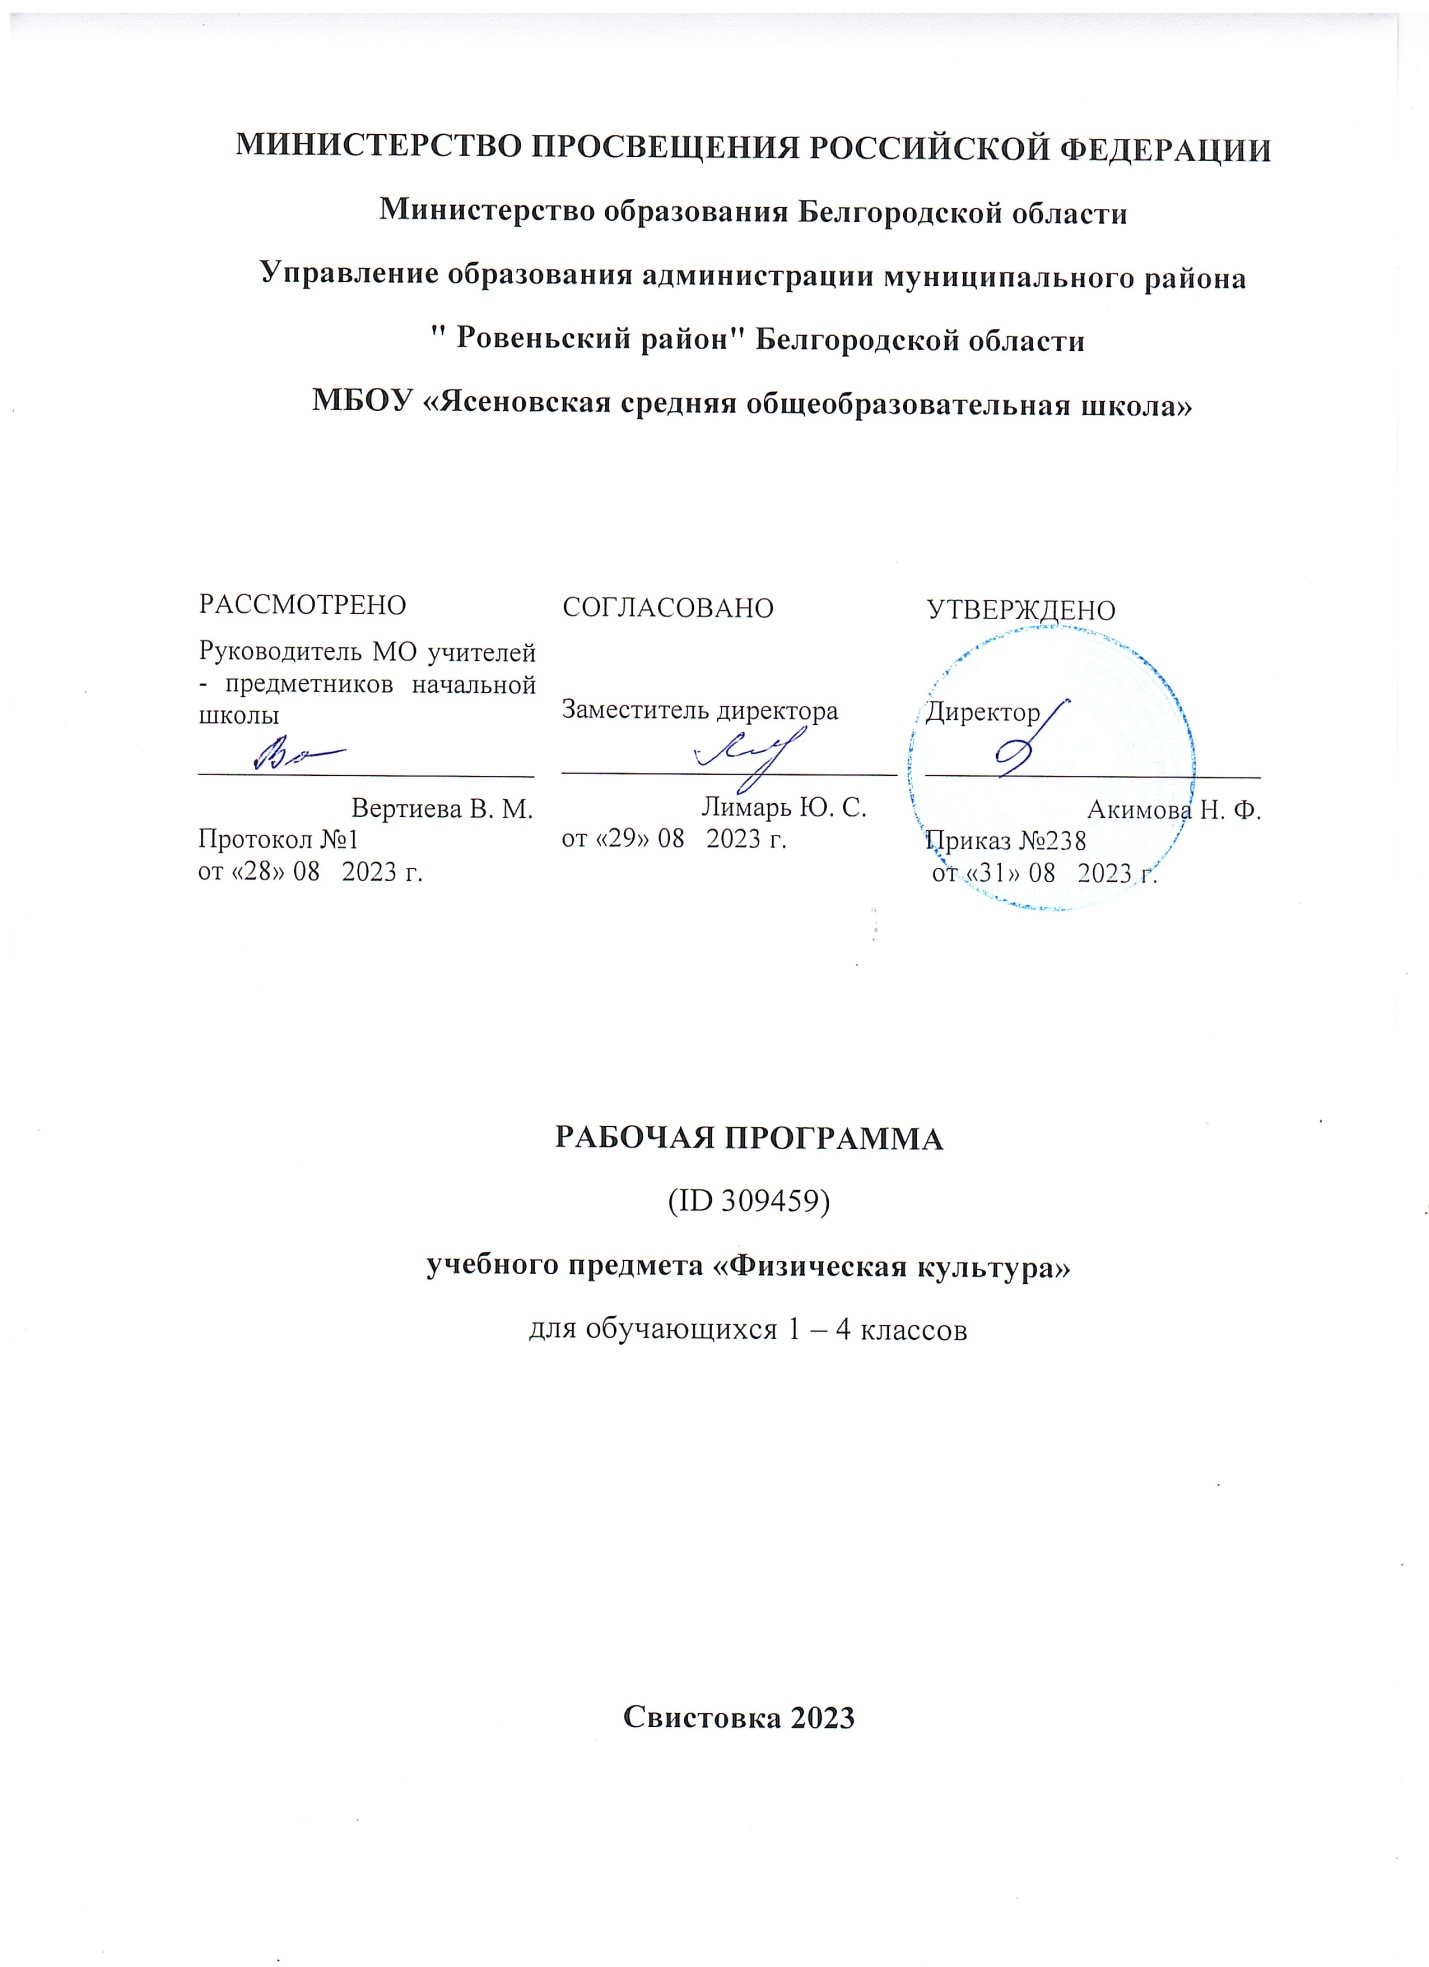 МИНИСТЕРСТВО ПРОСВЕЩЕНИЯ РОССИЙСКОЙ ФЕДЕРАЦИИ
Министерство образования Белгородской области
Управление образования администрации муниципального района
" Ровеньский район" Белгородской области
МБОУ «Ясеновская средняя общеобразовательная школа»
РАССМОТРЕНО
Руководитель МО учителей
- предметников начальной
школы
Вертиева В. М.
Протокол №1
от «28» 08 2023 г.
СОГЛАСОВАНО
Заместитель директора
Лимарь Ю. С.
от «29» 08 2023 г.
УТВЕРЖДЕНО
Директор
Акимова Н. Ф.
Приказ №238
от «31» 08 2023 г.
РАБОЧАЯ ПРОГРАММА
(ID 309459)
учебного предмета «Физическая культура»
для обучающихся 1 – 4 классов
Свистовка 2023